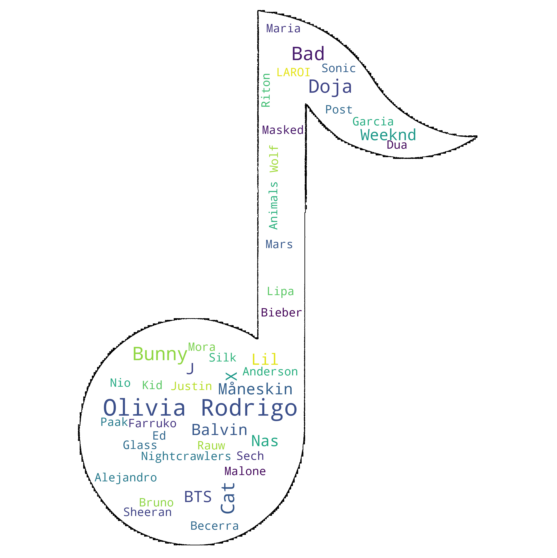 Maria
Bad
LAROI
Sonic
Riton
Doja
Post
Garcia
Masked
Weeknd
Dua
Wolf
Animals
Mars
Lipa
Bieber
Mora
Bunny
Silk
Lil
J
X
Anderson
Nio
Kid
Justin
Måneskin
Olivia Rodrigo
Paak
Farruko
Balvin
Ed
Nas
Glass
Rauw
Nightcrawlers
Sech
Malone
Alejandro
BTS
Cat
Bruno
Sheeran
Becerra